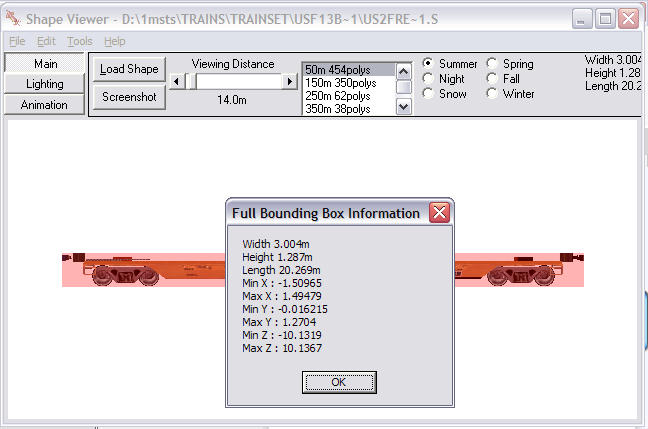 Shape Viewer - D:\1msts\TRAINS\TRAINSET\USF13B~1\US2FRE~1.S
File Edit Tools Help
Main
Lighting
Animation
Load Shape
Screenshot
Viewing Distance
14.0m
50m 454polys
150m 350polys
250m 62polys
350m 38polys
Summer Spring
Night Fall
Snow Winter
Width 3.004
Height 1.287
Length 20.2
Full Bounding Box Information
Width 3.004m
Height 1.287m
Length 20.269m
Min X : -1.50965
Max X : 1.49479
Min Y : -0.016215
Max Y : 1.2704
Min Z : -10.1319
Max Z : 10.1367
OK